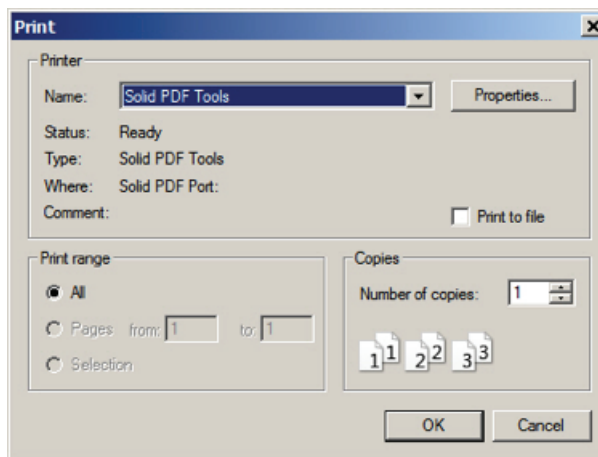 Print
Printer
Name: Solid PDF Tools Properties...
Status: Ready
Type: Solid PDF Tools
Where: Solid PDF Port:
Comment: Print to file
Print range
All
Pages from: 1 to: 1
Selection
Copies
Number of copies: 1
1 1 2 2 3 3
OK Cancel